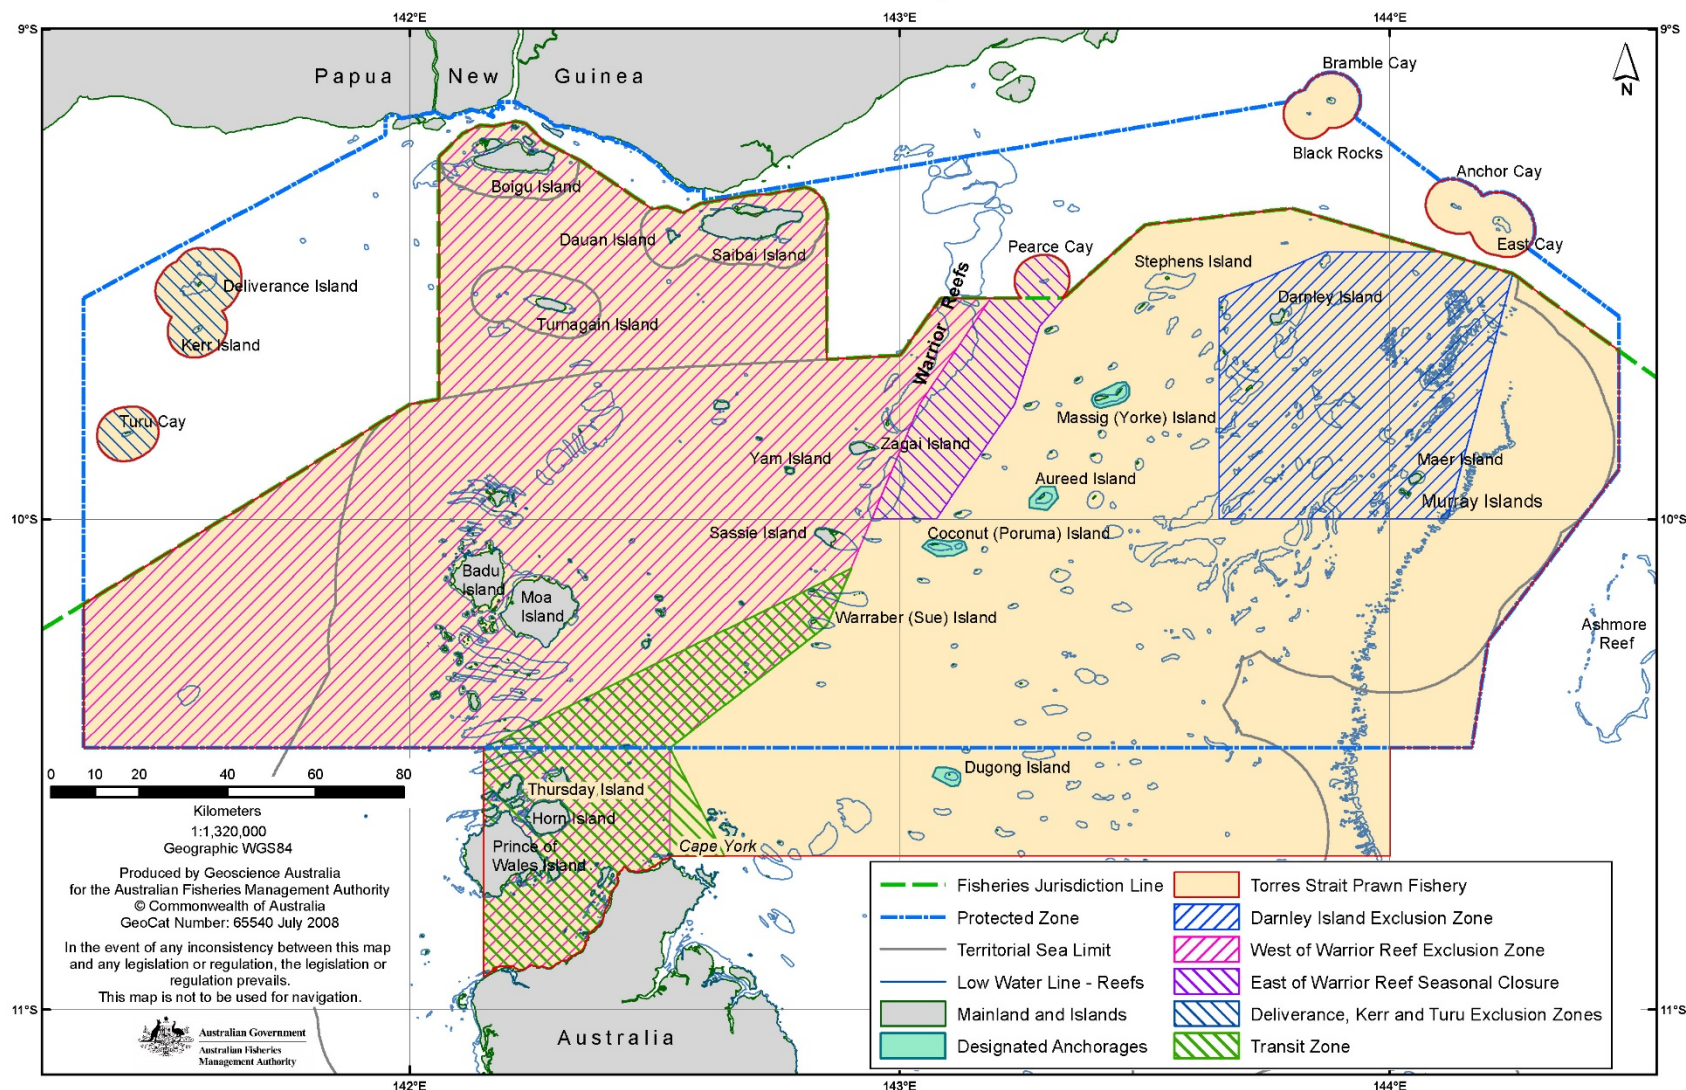 142°E
143°E
144°E
9°S
9°S
Papua New Guinea
Bramble Cay
N
Black Rocks
Anchor Cay
Boigu Island
East Cay
Dauan Island
Saibai Island
Pearce Cay
Stephens Island
Deliverance Island
Darnley Island
Turnagain Island
Kerr Island
Warrior Reefs
Turu Cay
Massig (Yorke) Island
Zagai Island
Yam Island
Maer Island
Aureed Island
Murray Islands
10°S
10°S
Sassie Island
Coconut (Poruma) Island
Badu
Island
Moa
Island
Warraber (Sue) Island
Ashmore
Reef
0 10 20 40 60 80
Kilometers
1:1,320,000
Geographic WGS84
Dugong Island
Thursday Island
Horn Island
Prince of
Wales Island
Cape York
Produced by Geoscience Australia
for the Australian Fisheries Management Authority
© Commonwealth of Australia
GeoCat Number: 65540 July 2008
In the event of any inconsistency between this map
and any legislation or regulation, the legislation or
regulation prevails.
This map is not to be used for navigation.
Australian Government
Australian Fisheries
Management Authority
Australia
Fisheries Jurisdiction Line
Protected Zone
Territorial Sea Limit
Low Water Line - Reefs
Mainland and Islands
Designated Anchorages
Torres Strait Prawn Fishery
Darnley Island Exclusion Zone
West of Warrior Reef Exclusion Zone
East of Warrior Reef Seasonal Closure
Deliverance, Kerr and Turu Exclusion Zones
Transit Zone
11°S
11°S
142°E
143°E
144°E